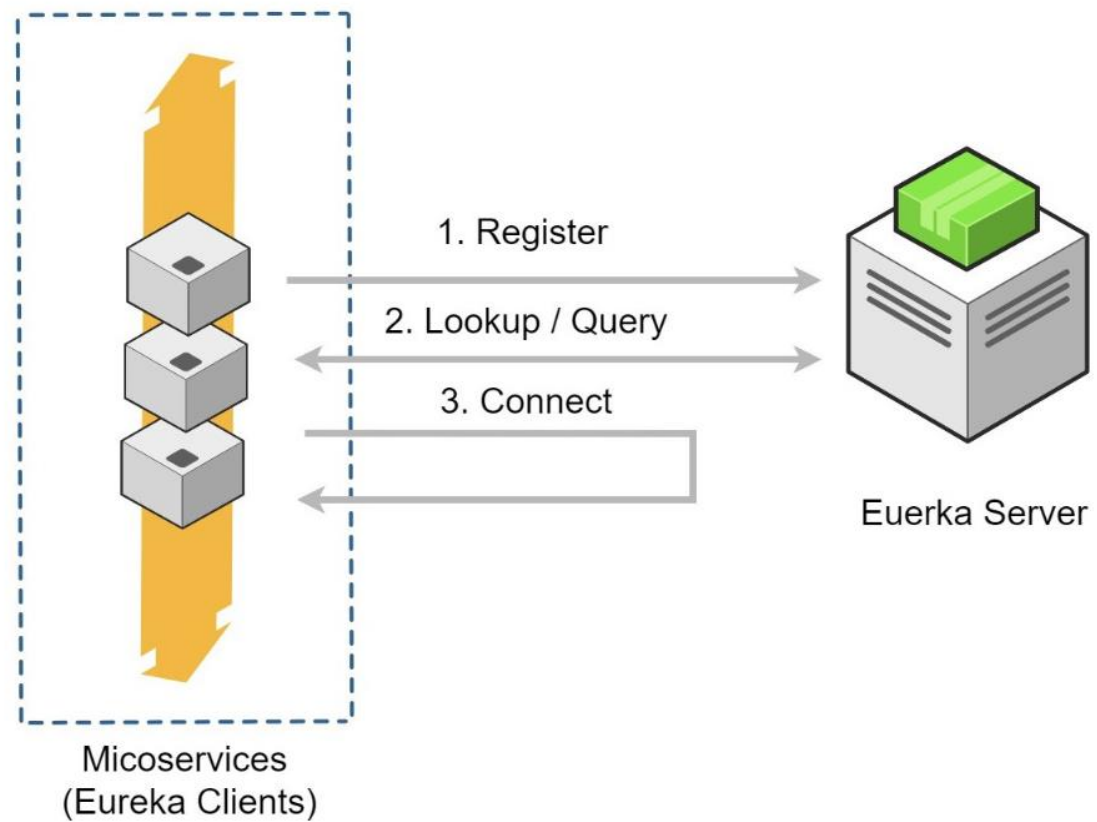 1. Register
2. Lookup / Query
3. Connect
Euerka Server
Micoservices
(Eureka Clients)